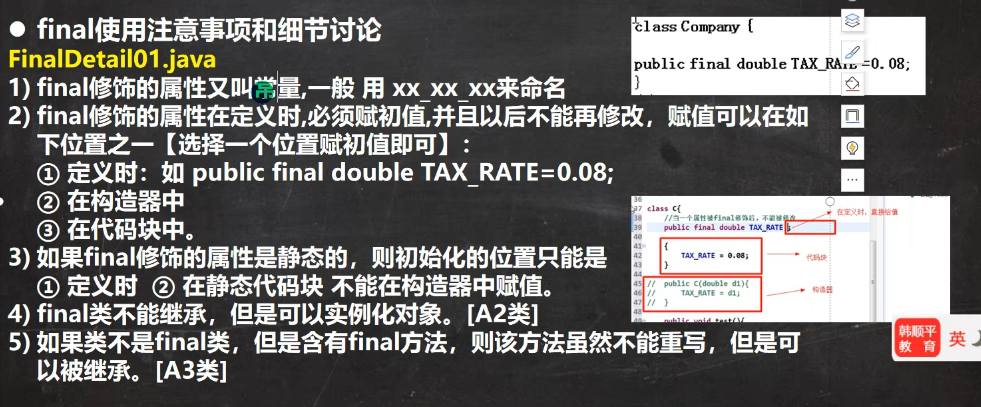 ● final使用注意事项和细节讨论
FinalDetail01.java
1) final修饰的属性又叫常量,一般 用 xx_xx_xx来命名
2) final修饰的属性在定义时,必须赋初值,并且以后不能再修改，赋值可以在如
下位置之一【选择一个位置赋初值即可】:
① 定义时：如 public final double TAX_RATE=0.08;
② 在构造器中
③ 在代码块中。
3) 如果final修饰的属性是静态的，则初始化的位置只能是
① 定义时 ② 在静态代码块 不能在构造器中赋值。
4) final类不能继承，但是可以实例化对象。[A2类]
5) 如果类不是final类，但是含有final方法，则该方法虽然不能重写，但是可
以被继承。[A3类]
class Company {
public final double TAX_RATE=0.08;
}
36
37 class C{
38 //当一个属性被final修饰后，不能被修改
39 public final double TAX_RATE ;
在定义时，直接给值
40
41 {
42 TAX_RATE = 0.08;
43 }
代码块
44
45 // public C(double d1){
46 // TAX_RATE = d1;
47 // }
构造器
48
public void test(){
韩顺平
教育
英